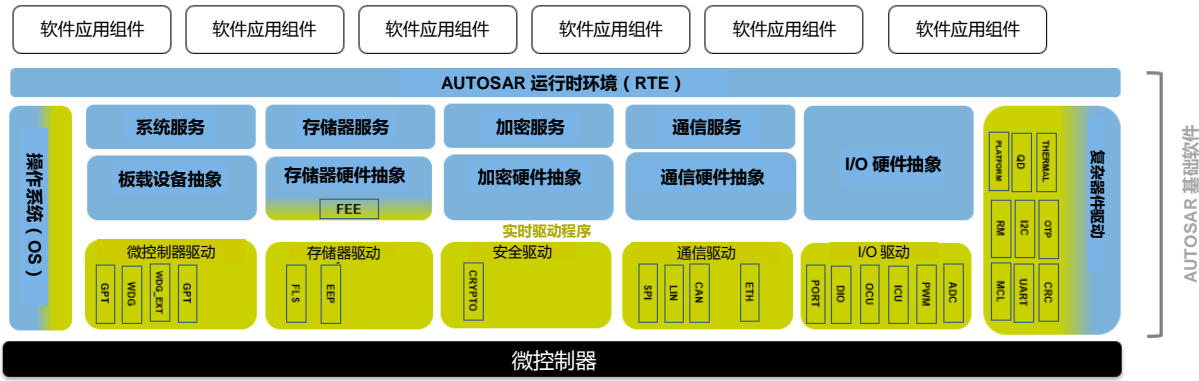 软件应用组件
软件应用组件
软件应用组件
软件应用组件
软件应用组件
软件应用组件
AUTOSAR 运行时环境（RTE）
操作系统（OS）
系统服务
存储器服务
加密服务
通信服务
板载设备抽象
存储器硬件抽象
FEE
加密硬件抽象
通信硬件抽象
I/O 硬件抽象
实时驱动程序
微控制器驱动
GPT
WDG
WDG_EXT
GPT
存储器驱动
FLS
EEP
安全驱动
CRYPTO
通信驱动
SPI
LIN
CAN
ETH
I/O 驱动
PORT
DIO
OCU
ICU
PWM
ADC
PLATFORM
QD
THERMAL
RM
I2C
OTP
MCL
UART
CRC
复杂器件驱动
AUTOSAR 基础软件
微控制器